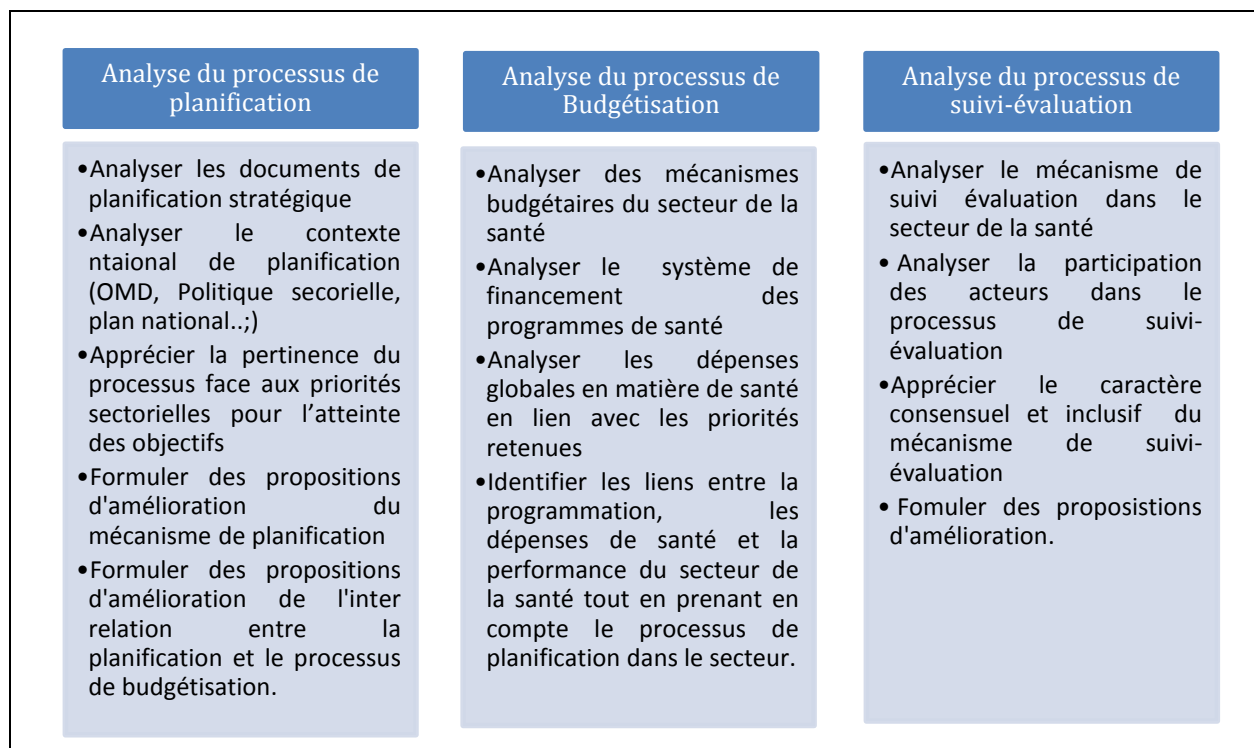 Analyse du processus de
planification
•Analyser les documents de
planification stratégique
•Analyser le contexte
ntaional de planification
(OMD, Politique secorielle,
plan national..;)
•Apprécier la pertinence du
processus face aux priorités
sectorielles pour l’atteinte
des objectifs
•Formuler des propositions
d'amélioration du
mécanisme de planification
•Formuler des propositions
d'amélioration de l'inter
relation entre la
planification et le processus
de budgétisation.
Analyse du processus de
Budgétisation
•Analyser des mécanismes
budgétaires du secteur de la
santé
•Analyser le système de
financement des
programmes de santé
•Analyser les dépenses
globales en matière de santé
en lien avec les priorités
retenues
•Identifier les liens entre la
programmation, les
dépenses de santé et la
performance du secteur de
la santé tout en prenant en
compte le processus de
planification dans le secteur.
Analyse du processus de
suivi-évaluation
•Analyser le mécanisme de
suivi évaluation dans le
secteur de la santé
• Analyser la participation
des acteurs dans le
processus de suivi-
évaluation
•Apprécier le caractère
consensuel et inclusif du
mécanisme de suivi-
évaluation
• Fomuler des proposistions
d'amélioration.